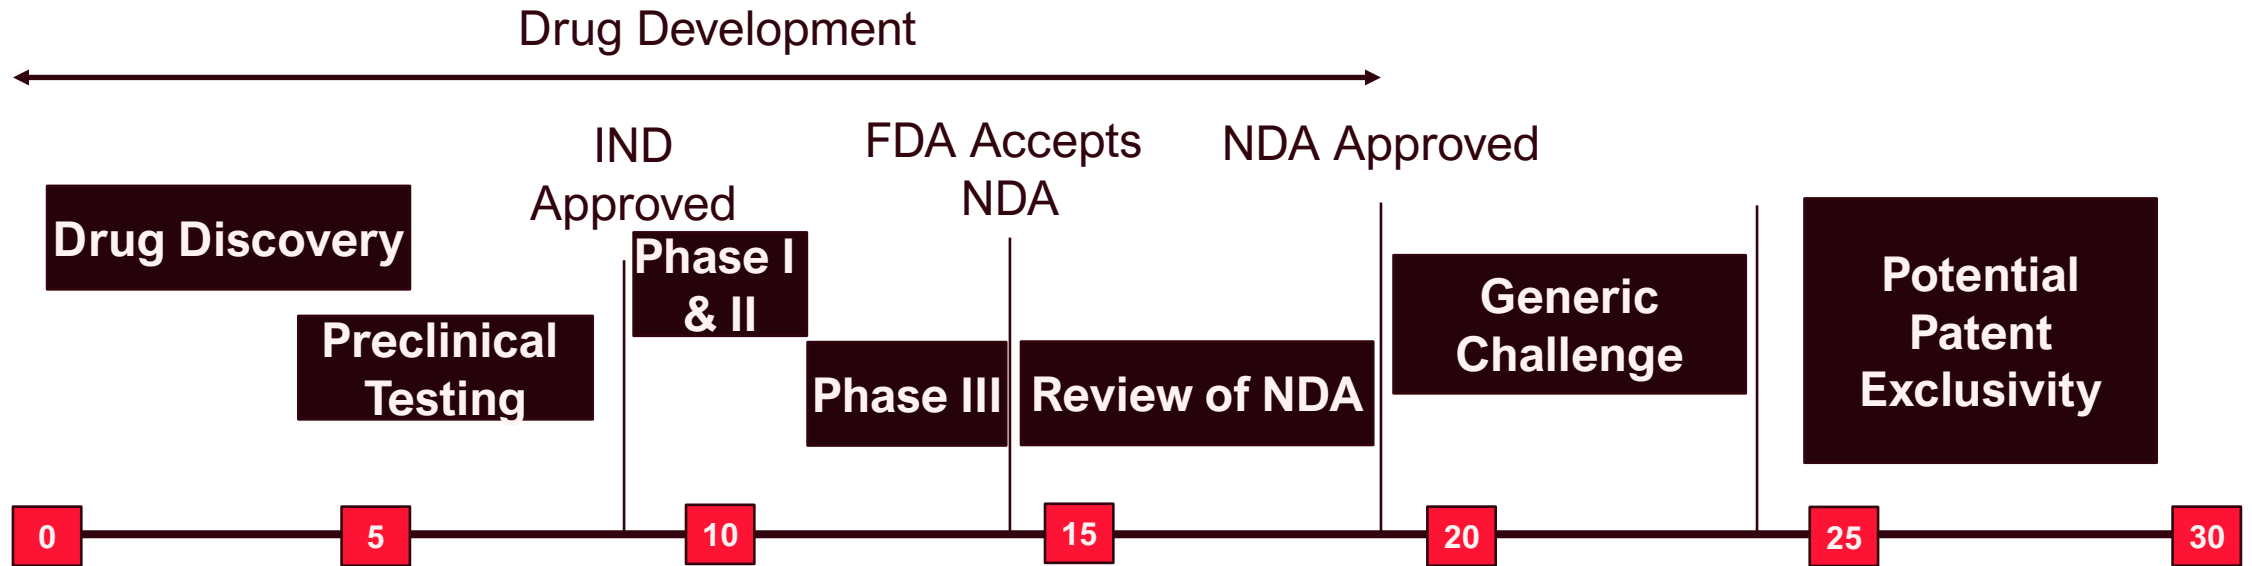 Drug Development
IND
Approved
FDA Accepts
NDA
NDA Approved
Drug Discovery
Preclinical
Testing
Phase I
& II
Phase III
Review of NDA
Generic
Challenge
Potential
Patent
Exclusivity
0
5
10
15
20
25
30